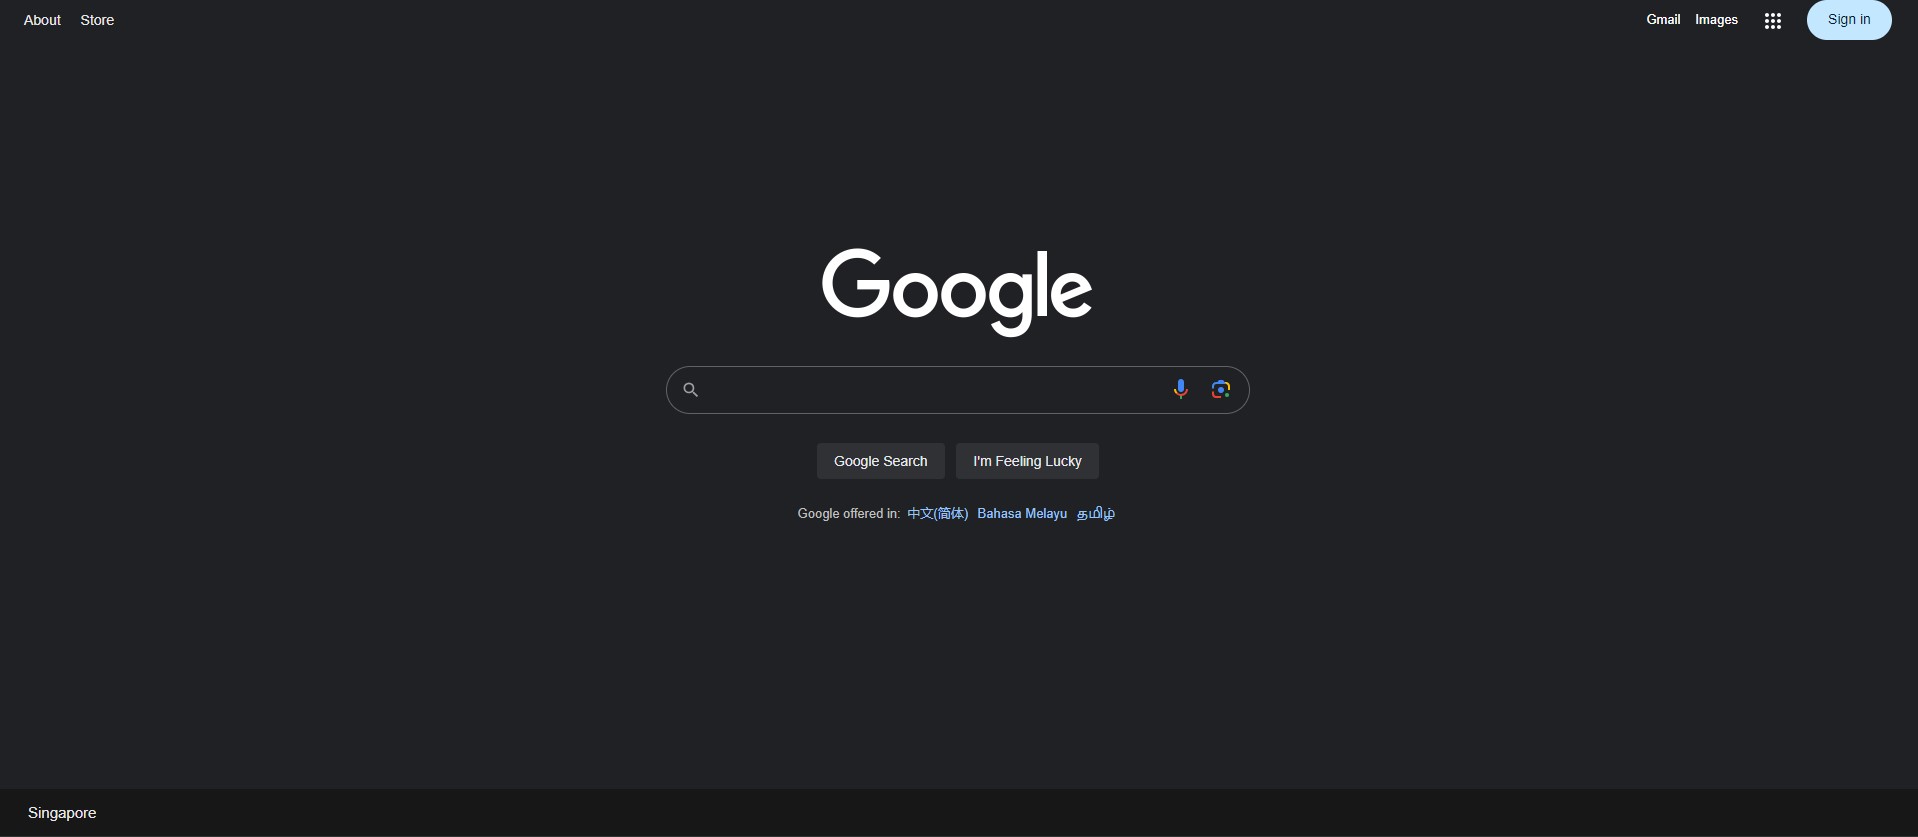 About Store Gmail Images Sign in
Google
Google Search I'm Feeling Lucky
Google offered in: 中文(简体) Bahasa Melayu தமிழ்
Singapore